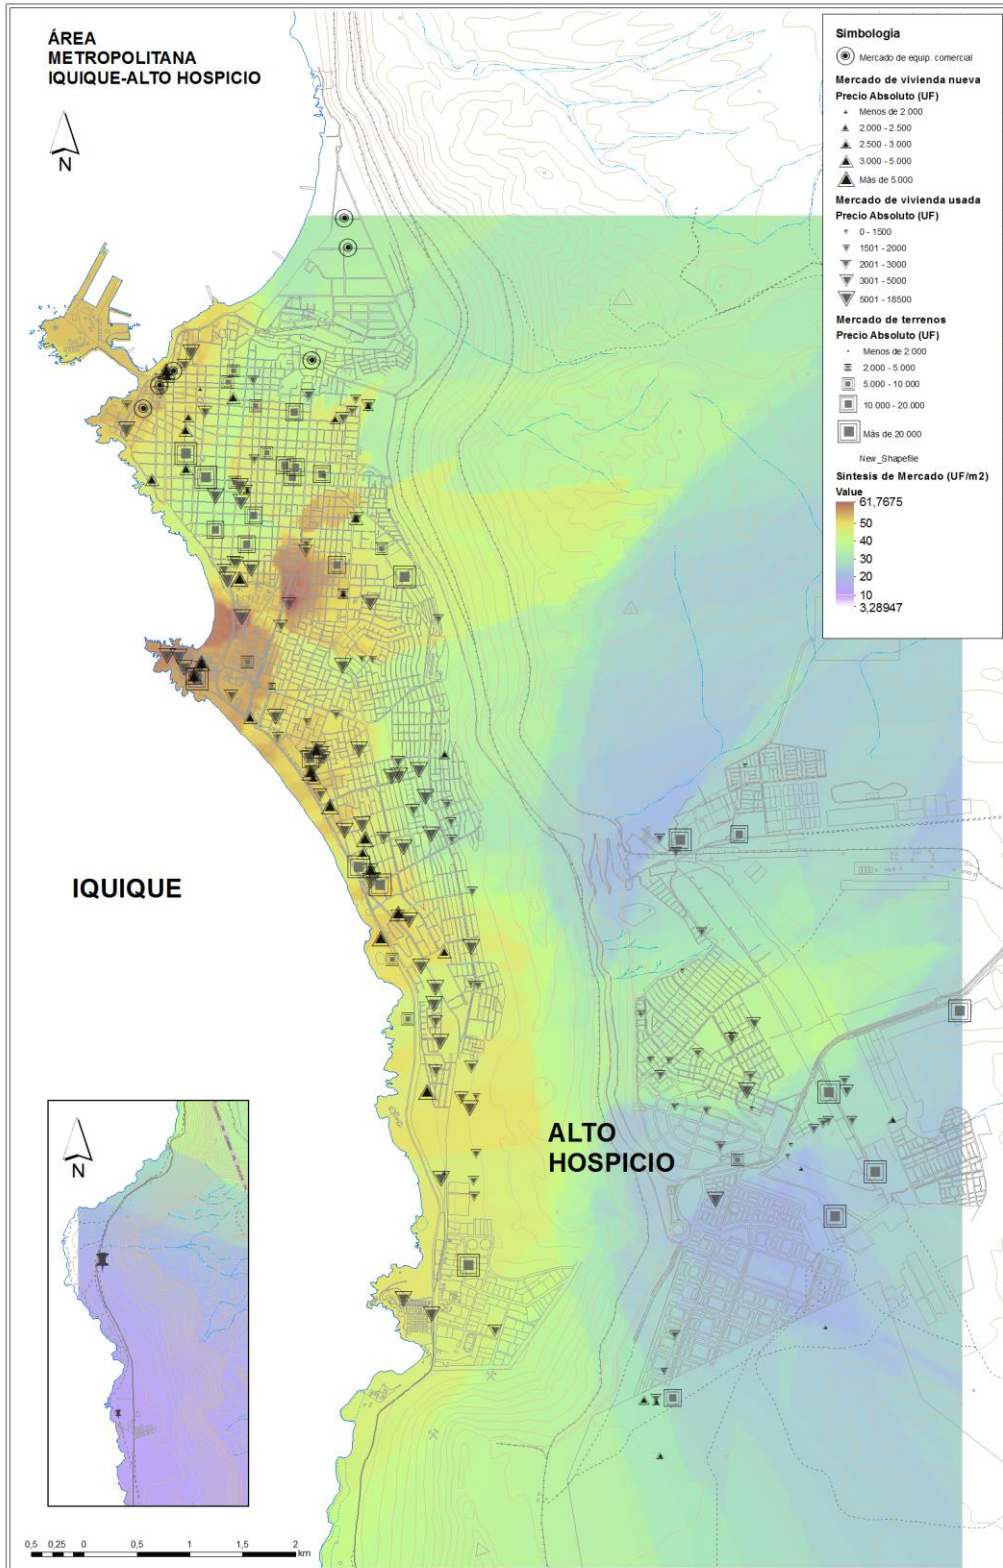 ÁREA
METROPOLITANA
IQUIQUE-ALTO HOSPICIO
N
Simbología
Mercado de equip. comercial
Mercado de vivienda nueva
Precio Absoluto (UF)
Menos de 2.000
2.000 - 2.500
2.500 - 3.000
3.000 - 5.000
Más de 5.000
Mercado de vivienda usada
Precio Absoluto (UF)
0 - 1500
1501 - 2000
2001 - 3000
3001 - 5000
5001 - 18500
Mercado de terrenos
Precio Absoluto (UF)
Menos de 2.000
2.000 - 5.000
5.000 - 10.000
10.000 - 20.000
Más de 20.000
New_Shapefile
Síntesis de Mercado (UF/m2)
Value
61,7675
50
40
30
20
10
3,28947
IQUIQUE
ALTO
HOSPICIO
N
0,5 0,25 0 0,5 1 1,5 2
km